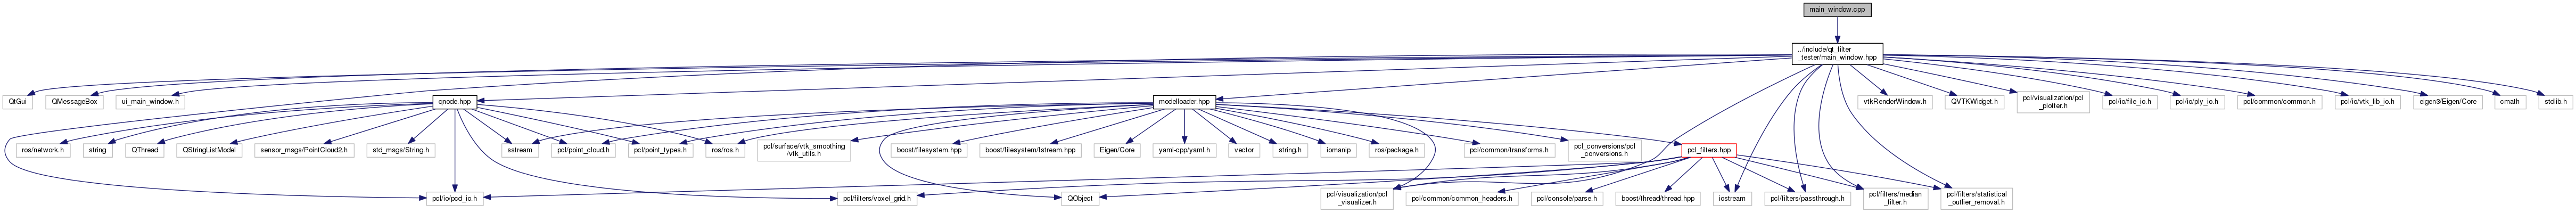 main_window.cpp
../include/qt_filter
_tester/main_window.hpp
QtGui
QMessageBox
ui_main_window.h
qnode.hpp
modelloader.hpp
vtkRenderWindow.h
QVTKWidget.h
pcl/visualization/pcl
_plotter.h
pcl/io/file_io.h
pcl/io/ply_io.h
pcl/common/common.h
pcl/io/vtk_lib_io.h
eigen3/Eigen/Core
cmath
stdlib.h
ros/network.h
string
QThread
QStringListModel
sensor_msgs/PointCloud2.h
std_msgs/String.h
sstream
pcl/point_cloud.h
pcl/point_types.h
ros/ros.h
pcl/surface/vtk_smoothing
/vtk_utils.h
boost/filesystem.hpp
boost/filesystem/fstream.hpp
Eigen/Core
yaml-cpp/yaml.h
vector
string.h
iomanip
ros/package.h
pcl/common/transforms.h
pcl_conversions/pcl
_conversions.h
pcl_filters.hpp
pcl/io/pcd_io.h
pcl/filters/voxel_grid.h
QObject
pcl/visualization/pcl
_visualizer.h
pcl/common/common_headers.h
pcl/console/parse.h
boost/thread/thread.hpp
iostream
pcl/filters/passthrough.h
pcl/filters/median
_filter.h
pcl/filters/statistical
_outlier_removal.h